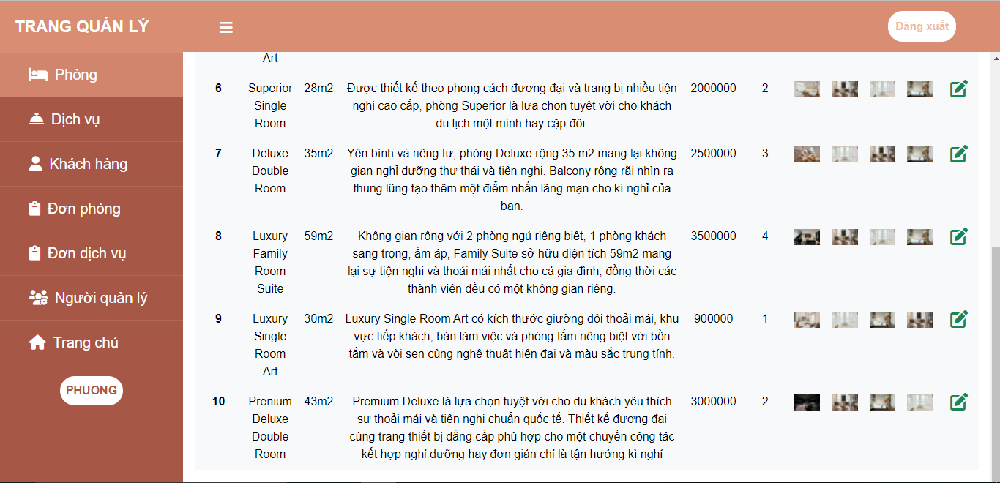 TRANG QUẢN LÝ
Đăng xuất
Phòng
Dịch vụ
Khách hàng
Đơn phòng
Đơn dịch vụ
Người quản lý
Trang chủ
PHUONG
Art
6 Superior 28m2 Được thiết kế theo phong cách đương đại và trang bị nhiều tiện 2000000 2
Single nghi cao cấp, phòng Superior là lựa chọn tuyệt vời cho khách
Room du lịch một mình hay cặp đôi.
7 Deluxe 35m2 Yên bình và riêng tư, phòng Deluxe rộng 35 m2 mang lại không 2500000 3
Double gian nghỉ dưỡng thư thái và tiện nghi. Balcony rộng rãi nhìn ra
Room thung lũng tạo thêm một điểm nhấn lãng mạn cho kì nghỉ của
bạn.
8 Luxury 59m2 Không gian rộng với 2 phòng ngủ riêng biệt, 1 phòng khách 3500000 4
Family sang trọng, ấm áp, Family Suite sở hữu diện tích 59m2 mang
Room lại sự tiện nghi và thoải mái nhất cho cả gia đình, đồng thời các
Suite thành viên đều có một không gian riêng.
9 Luxury 30m2 Luxury Single Room Art có kích thước giường đôi thoải mái, khu 900000 1
Single vực tiếp khách, bàn làm việc và phòng tắm riêng biệt với bồn
Room tắm và vòi sen cùng nghệ thuật hiện đại và màu sắc trung tính.
Art
10 Prenium 43m2 Premium Deluxe là lựa chọn tuyệt vời cho du khách yêu thích 3000000 2
Deluxe sự thoải mái và tiện nghi chuẩn quốc tế. Thiết kế đương đại
Double cùng trang thiết bị đẳng cấp phù hợp cho một chuyến công tác
Room kết hợp nghỉ dưỡng hay đơn giản chỉ là tận hưởng kì nghỉ